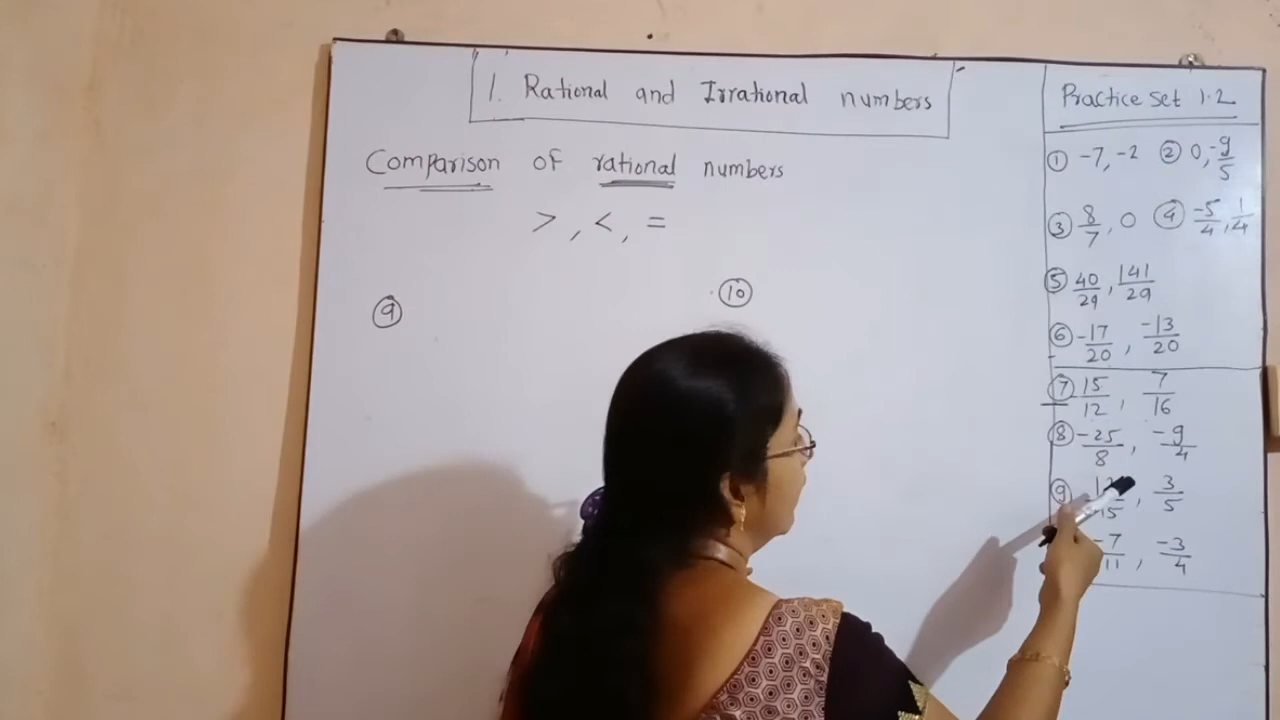 1. Rational and Irrational numbers
Comparison of rational numbers
> , < , =
⑨
⑩
Practice Set 1.2
① -7, -2 ② 0, -9/5
③ 8/7, 0 ④ -5/4, 1/4
⑤ 40/29, 141/29
⑥ -17/20, -13/20
⑦ 15/12, 7/16
⑧ -25/8, -9/4
⑨ 3/5
-7/11, -3/4